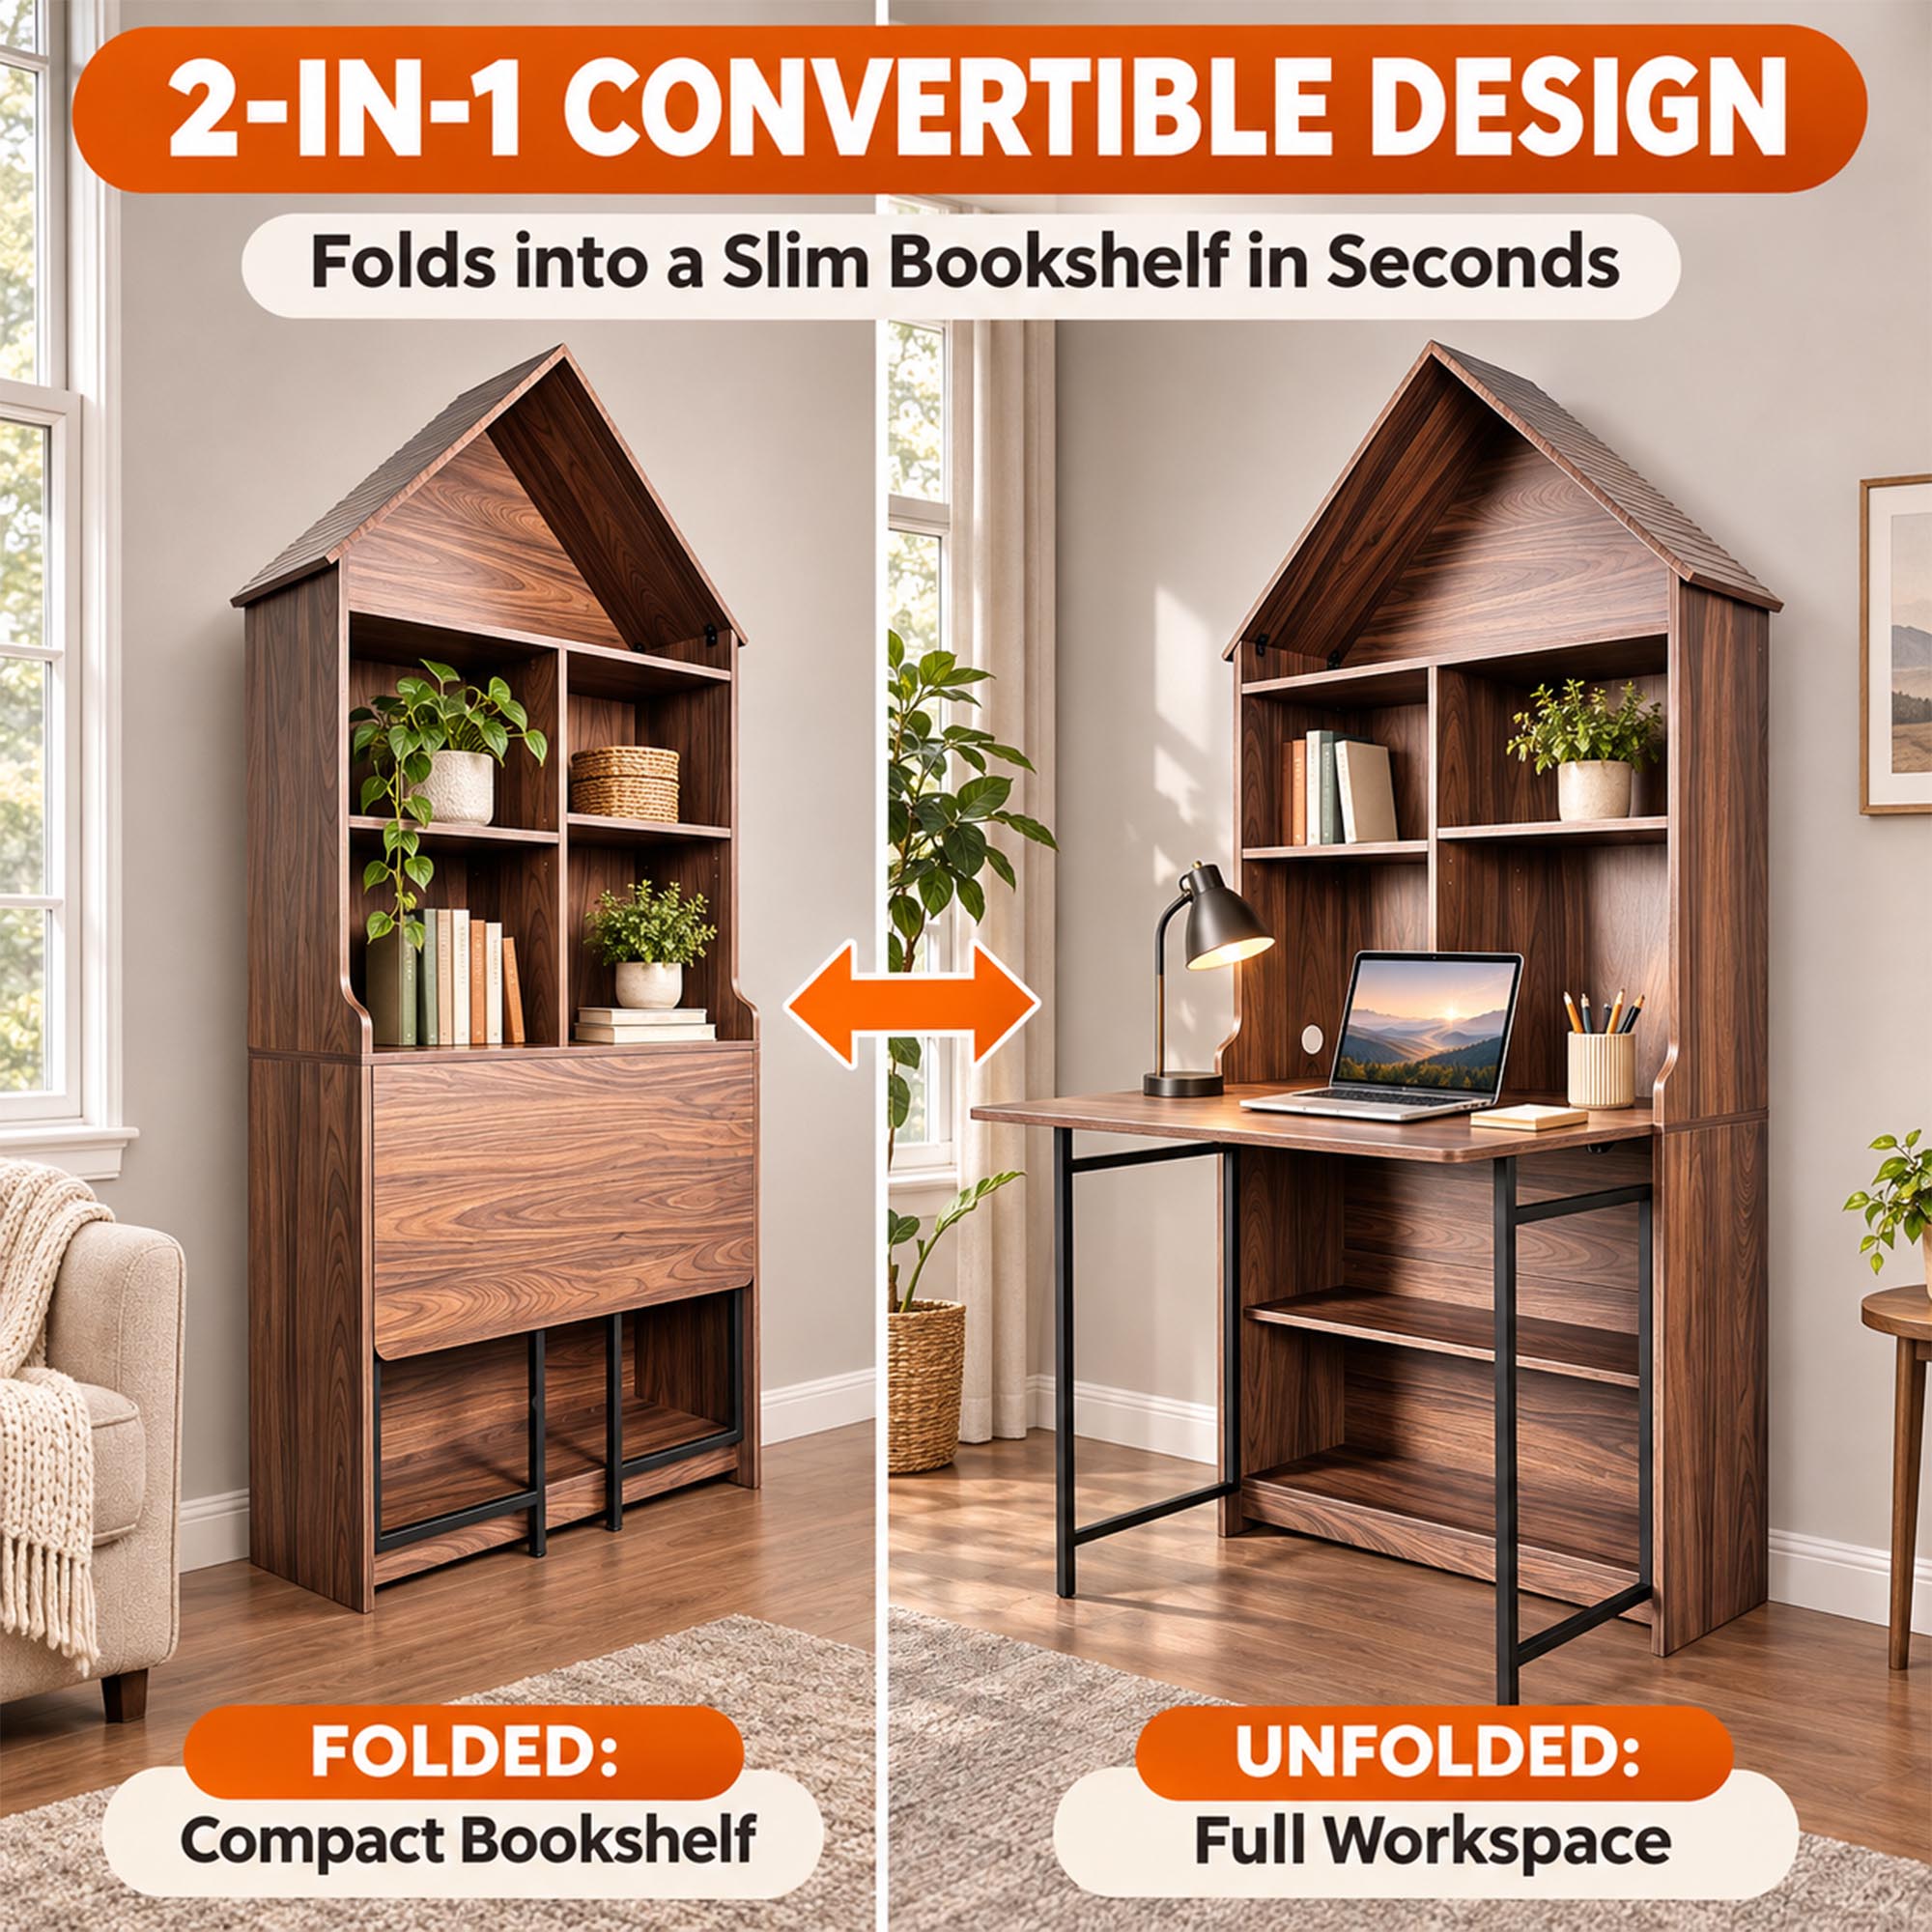 2-IN-1 CONVERTIBLE DESIGN
Folds into a Slim Bookshelf in Seconds
FOLDED:
Compact Bookshelf
UNFOLDED:
Full Workspace